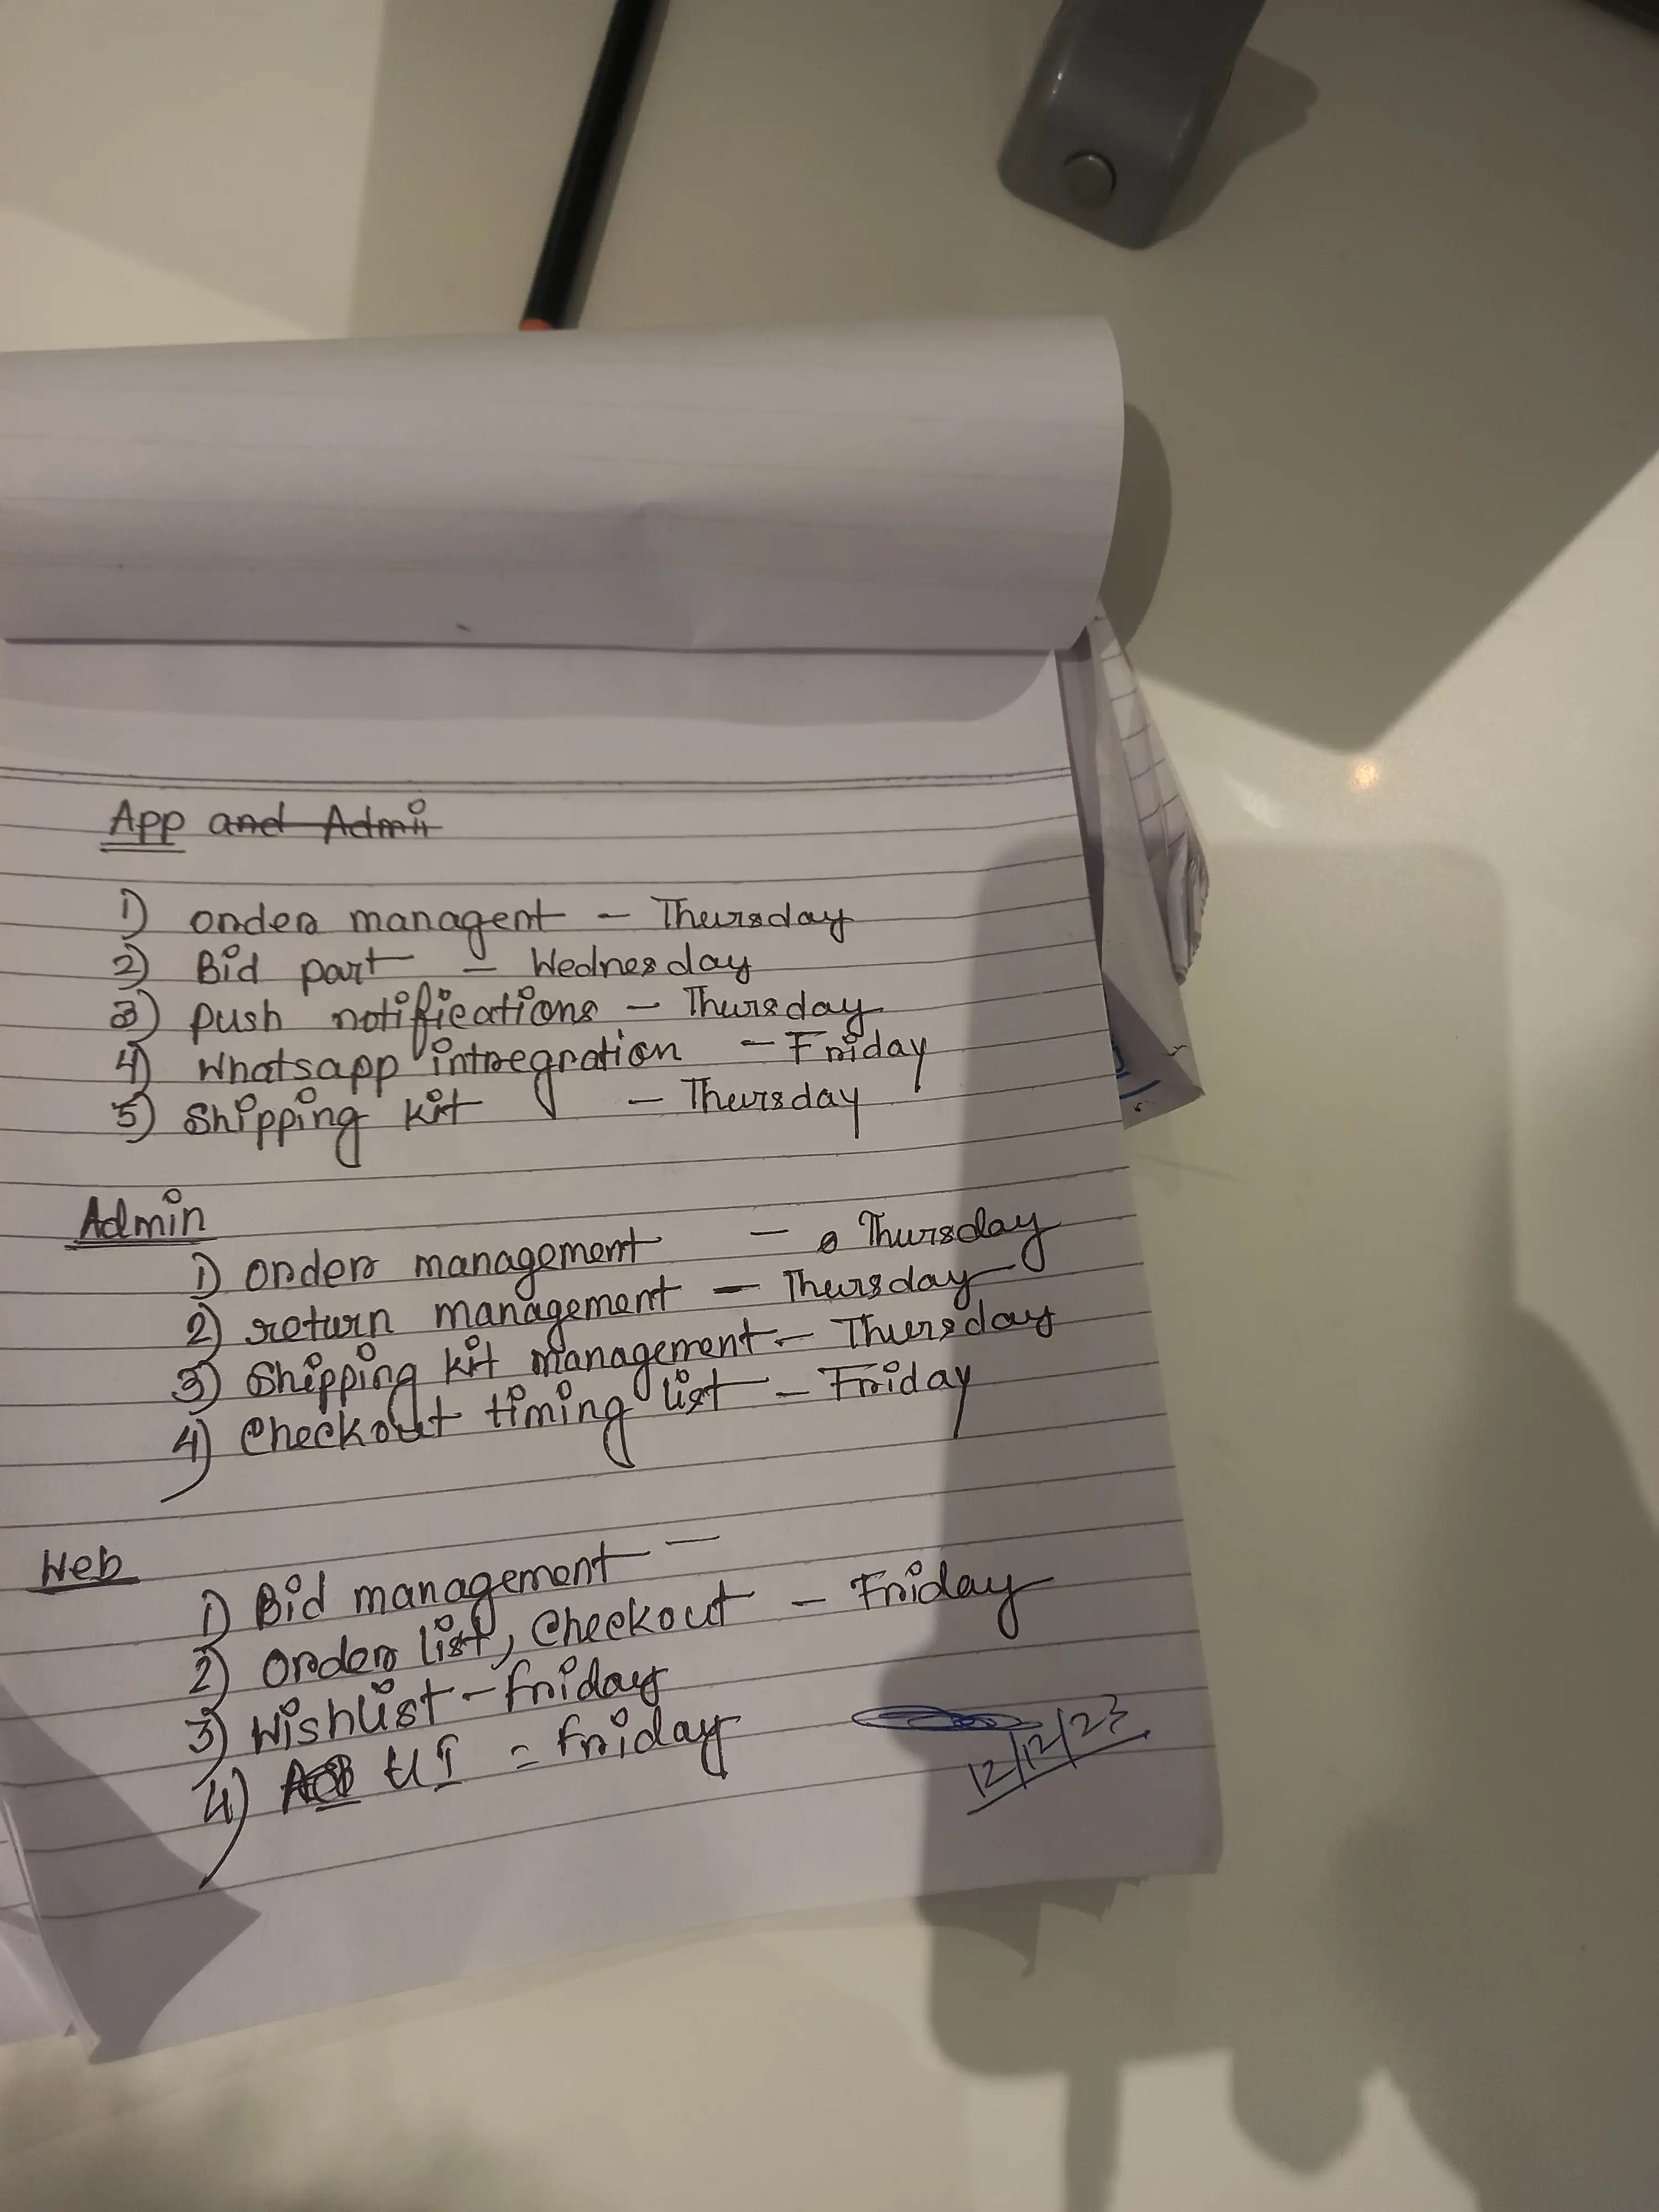 App and Admin
1) order managent - Thursday
2) Bid part - Wednesday
3) push notifications - Thursday
4) Whatsapp intregration - Friday
5) Shipping kit - Thursday
Admin
1) order management - Thursday
2) return management - Thursday
3) Shipping kit management - Thursday
4) Checkout timing list - Friday
Web
1) Bid management -
2) Order list, Checkout - Friday
3) Wishlist - Friday
4) UI = Friday
12/12/23